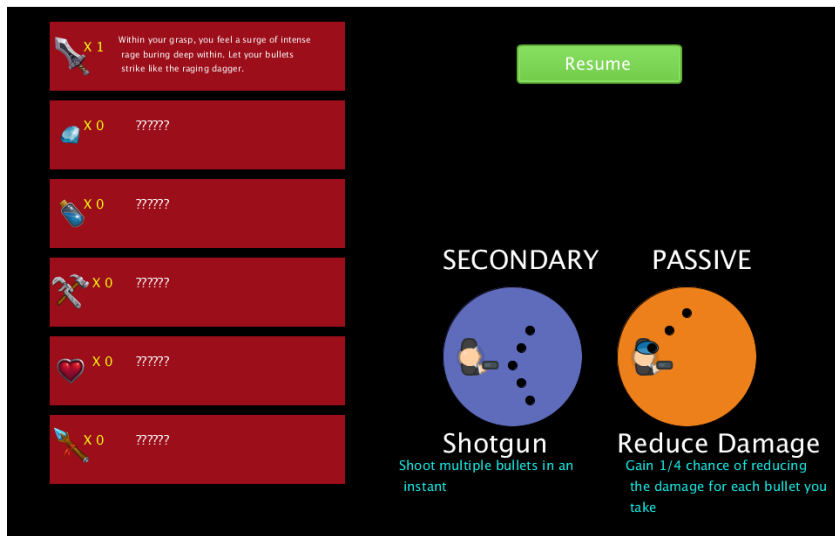 X 1
Within your grasp, you feel a surge of intense
rage buring deep within. Let your bullets
strike like the raging dagger.
X 0 ??????
X 0 ??????
X 0 ??????
X 0 ??????
X 0 ??????
Resume
SECONDARY PASSIVE
Shotgun Reduce Damage
Shoot multiple bullets in an
instant
Gain 1/4 chance of reducing
the damage for each bullet you
take